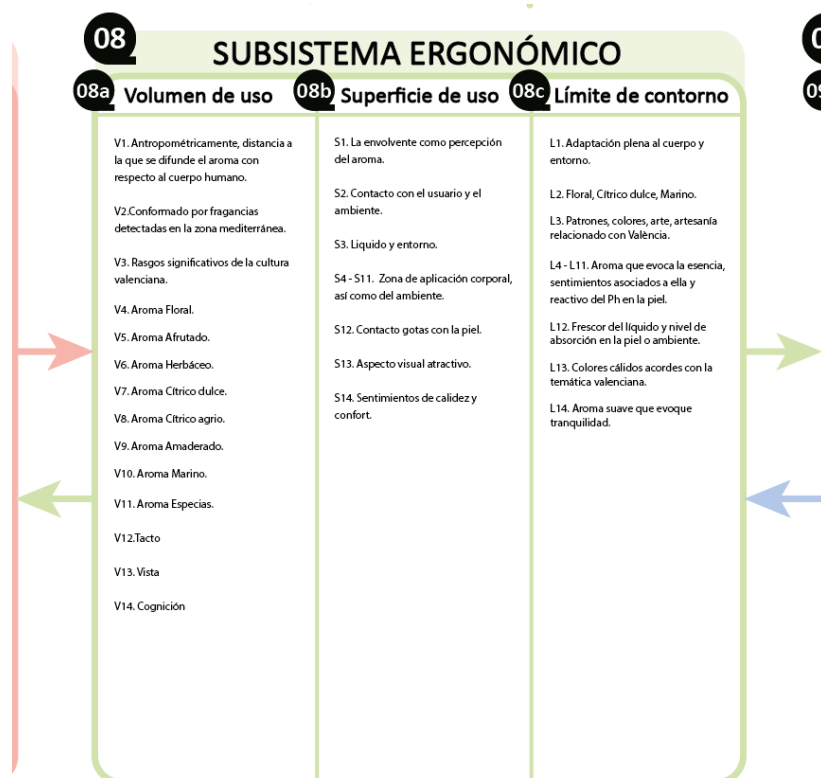 08
SUBSISTEMA ERGONÓMICO
08a Volumen de uso
V1. Antropométricamente, distancia a
la que se difunde el aroma con
respecto al cuerpo humano.
V2.Conformado por fragancias
detectadas en la zona mediterránea.
V3. Rasgos significativos de la cultura
valenciana.
V4. Aroma Floral.
V5. Aroma Afrutado.
V6. Aroma Herbáceo.
V7. Aroma Cítrico dulce.
V8. Aroma Cítrico agrio.
V9. Aroma Amaderado.
V10. Aroma Marino.
V11. Aroma Especias.
V12.Tacto
V13. Vista
V14. Cognición
08b Superficie de uso
S1. La envolvente como percepción
del aroma.
S2. Contacto con el usuario y el
ambiente.
S3. Liquido y entorno.
S4 - S11. Zona de aplicación corporal,
así como del ambiente.
S12. Contacto gotas con la piel.
S13. Aspecto visual atractivo.
S14. Sentimientos de calidez y
confort.
08c Límite de contorno
L1. Adaptación plena al cuerpo y
entorno.
L2. Floral, Cítrico dulce, Marino.
L3. Patrones, colores, arte, artesanía
relacionado con València.
L4 - L11. Aroma que evoca la esencia,
sentimientos asociados a ella y
reactivo del Ph en la piel.
L12. Frescor del líquido y nivel de
absorción en la piel o ambiente.
L13. Colores cálidos acordes con la
temática valenciana.
L14. Aroma suave que evoque
tranquilidad.